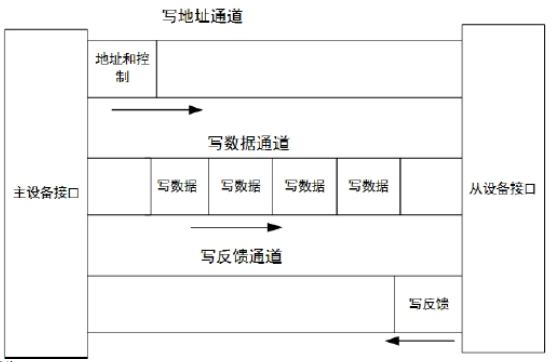 写地址通道
地址和控
制
写数据通道
主设备接口
写数据
写数据
写数据
写数据
从设备接口
写反馈通道
写反馈